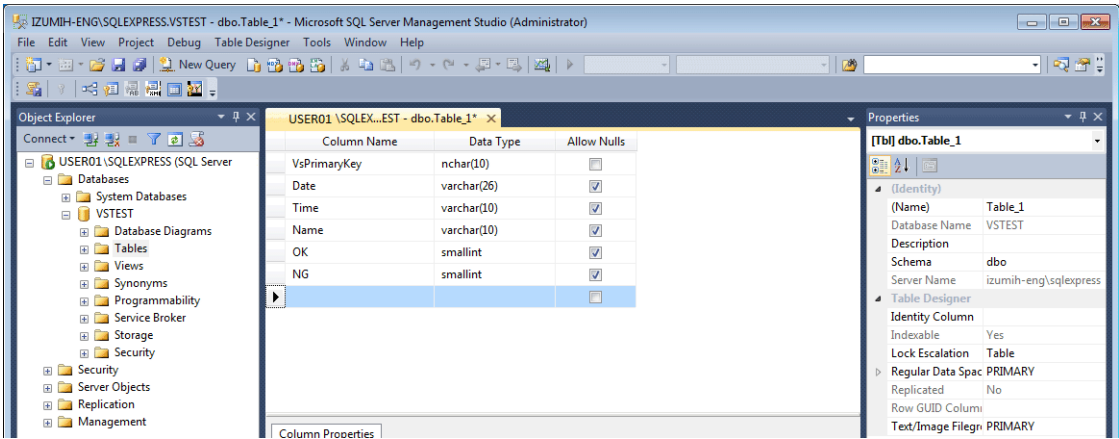 IZUMIH-ENG\SQLEXPRESS.VSTEST - dbo.Table_1* - Microsoft SQL Server Management Studio (Administrator)
File Edit View Project Debug Table Designer Tools Window Help
New Query
Object Explorer
Connect
USER01\SQLEXPRESS (SQL Server
Databases
System Databases
VSTEST
Database Diagrams
Tables
Views
Synonyms
Programmability
Service Broker
Storage
Security
Security
Server Objects
Replication
Management
USER01 \SQLEX...EST - dbo.Table_1*
Column Name Data Type Allow Nulls
VsPrimaryKey nchar(10)
Date varchar(26)
Time varchar(10)
Name varchar(10)
OK smallint
NG smallint
Column Properties
Properties
[Tbl] dbo.Table_1
(Identity)
(Name) Table_1
Database Name VSTEST
Description
Schema dbo
Server Name izumih-eng\sqlexpress
Table Designer
Identity Column
Indexable Yes
Lock Escalation Table
Regular Data Spac PRIMARY
Replicated No
Row GUID Colum
Text/Image Filegr PRIMARY